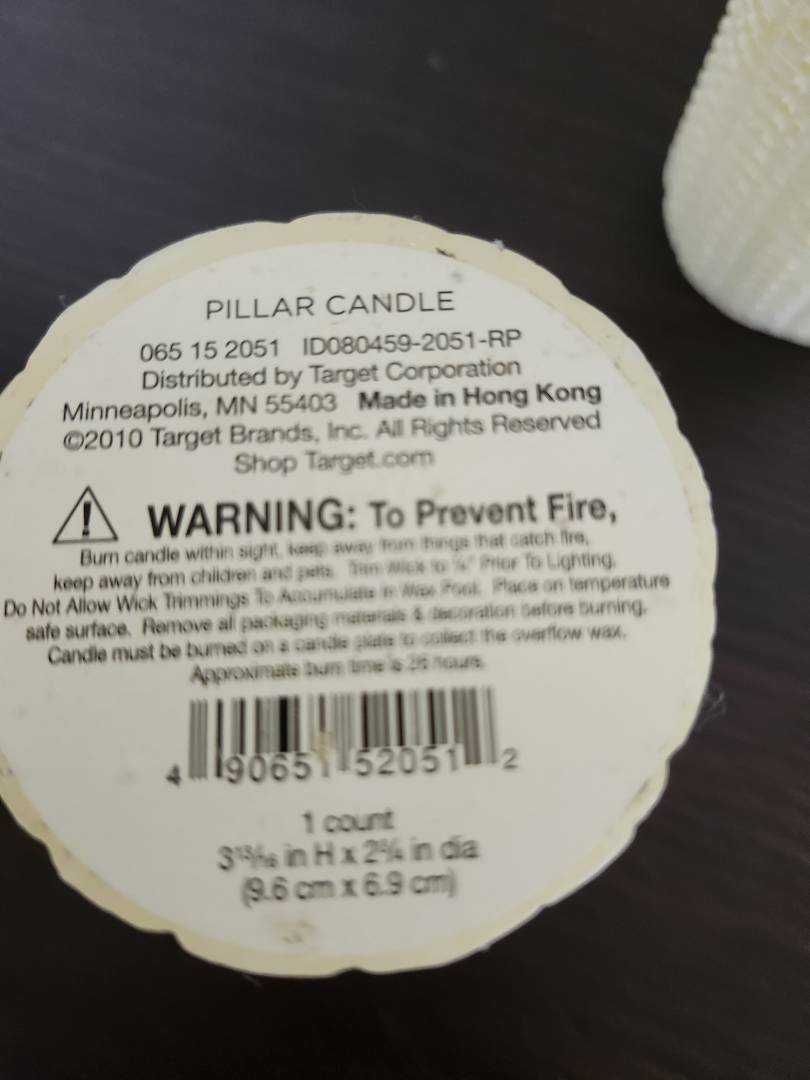 PILLAR CANDLE
065 15 2051 ID080459-2051-RP
Distributed by Target Corporation
Minneapolis, MN 55403 Made in Hong Kong
©2010 Target Brands, Inc. All Rights Reserved
Shop Target.com
WARNING: To Prevent Fire,
Burn candle within sight, keep away from things that catch fire,
keep away from children and pets. Trim Wick to ¼" Prior To Lighting.
Do Not Allow Wick Trimmings To Accumulate In Wax Pool. Place on temperature
safe surface. Remove all packaging materials & decoration before burning.
Candle must be burned on a candle plate to collect the overflow wax.
Approximate burn time is 26 hours.
4 90651 52051 2
1 count
3 13/16 in H x 2¾ in dia
(9.6 cm x 6.9 cm)